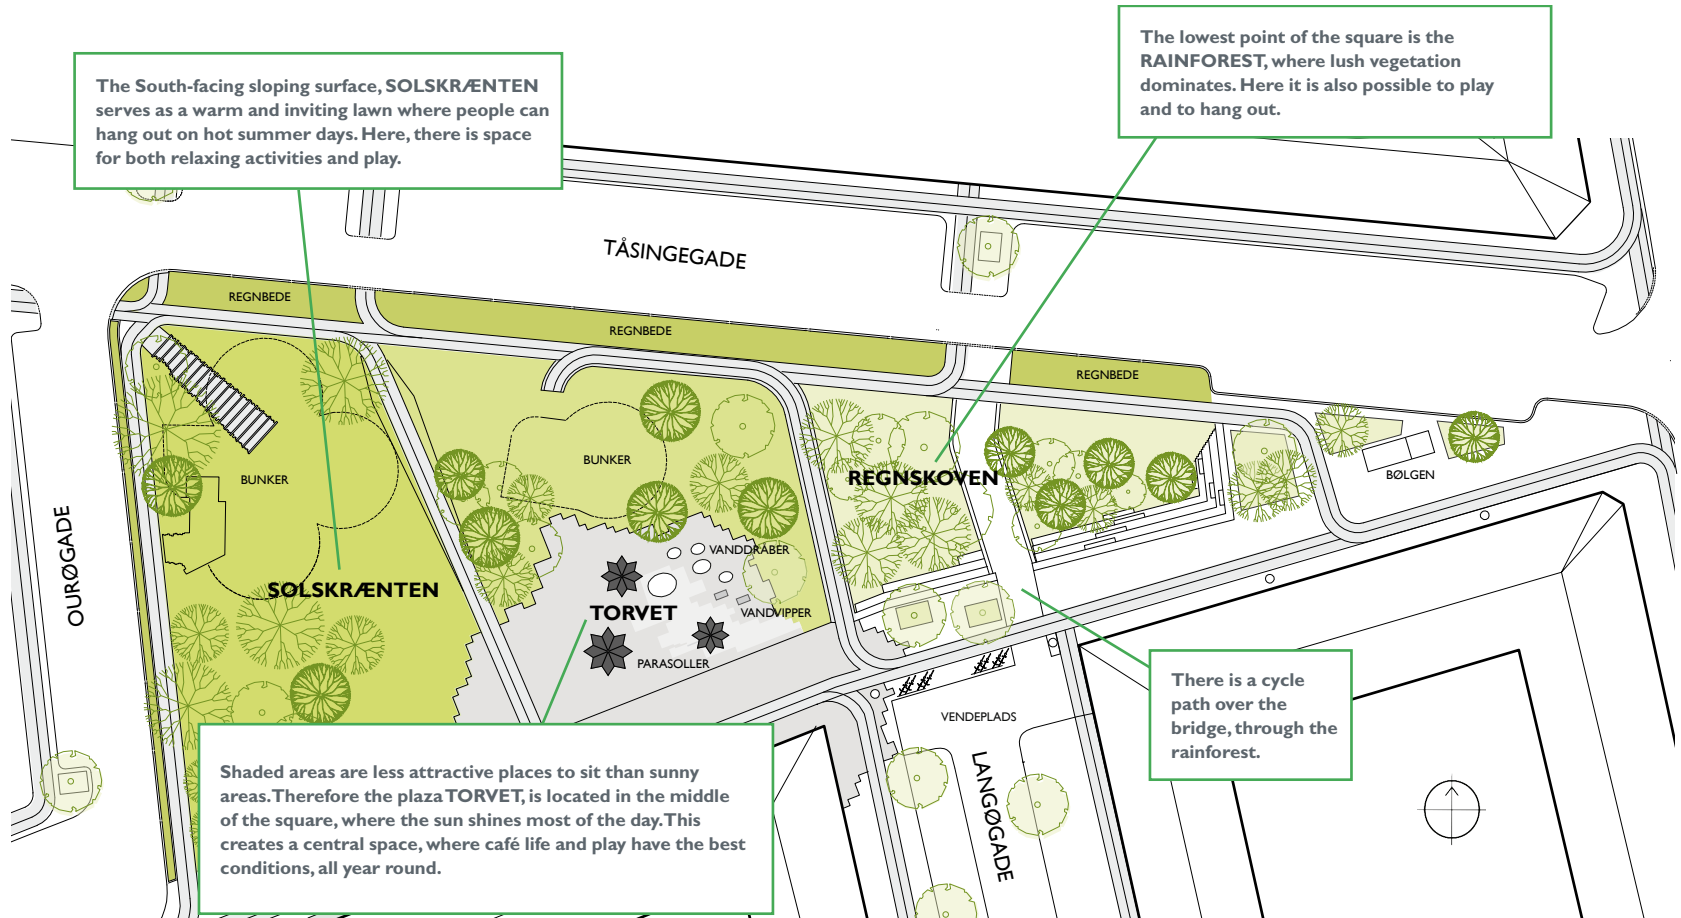 The South-facing sloping surface, SOLSKRÆNTEN
serves as a warm and inviting lawn where people can
hang out on hot summer days. Here, there is space
for both relaxing activities and play.
The lowest point of the square is the
RAINFOREST, where lush vegetation
dominates. Here it is also possible to play
and to hang out.
TÅSINGEGADE
REGNBEDE
REGNBEDE
REGNBEDE
BUNKER
BUNKER
REGNSKOVEN
BØLGEN
OURØGADE
SOLSKRÆNTEN
VANDDRÅBER
TORVET
VANDVIPPER
PARASOLLER
VENDEPLADS
LANGØGADE
There is a cycle
path over the
bridge, through the
rainforest.
Shaded areas are less attractive places to sit than sunny
areas. Therefore the plaza TORVET, is located in the middle
of the square, where the sun shines most of the day. This
creates a central space, where café life and play have the best
conditions, all year round.